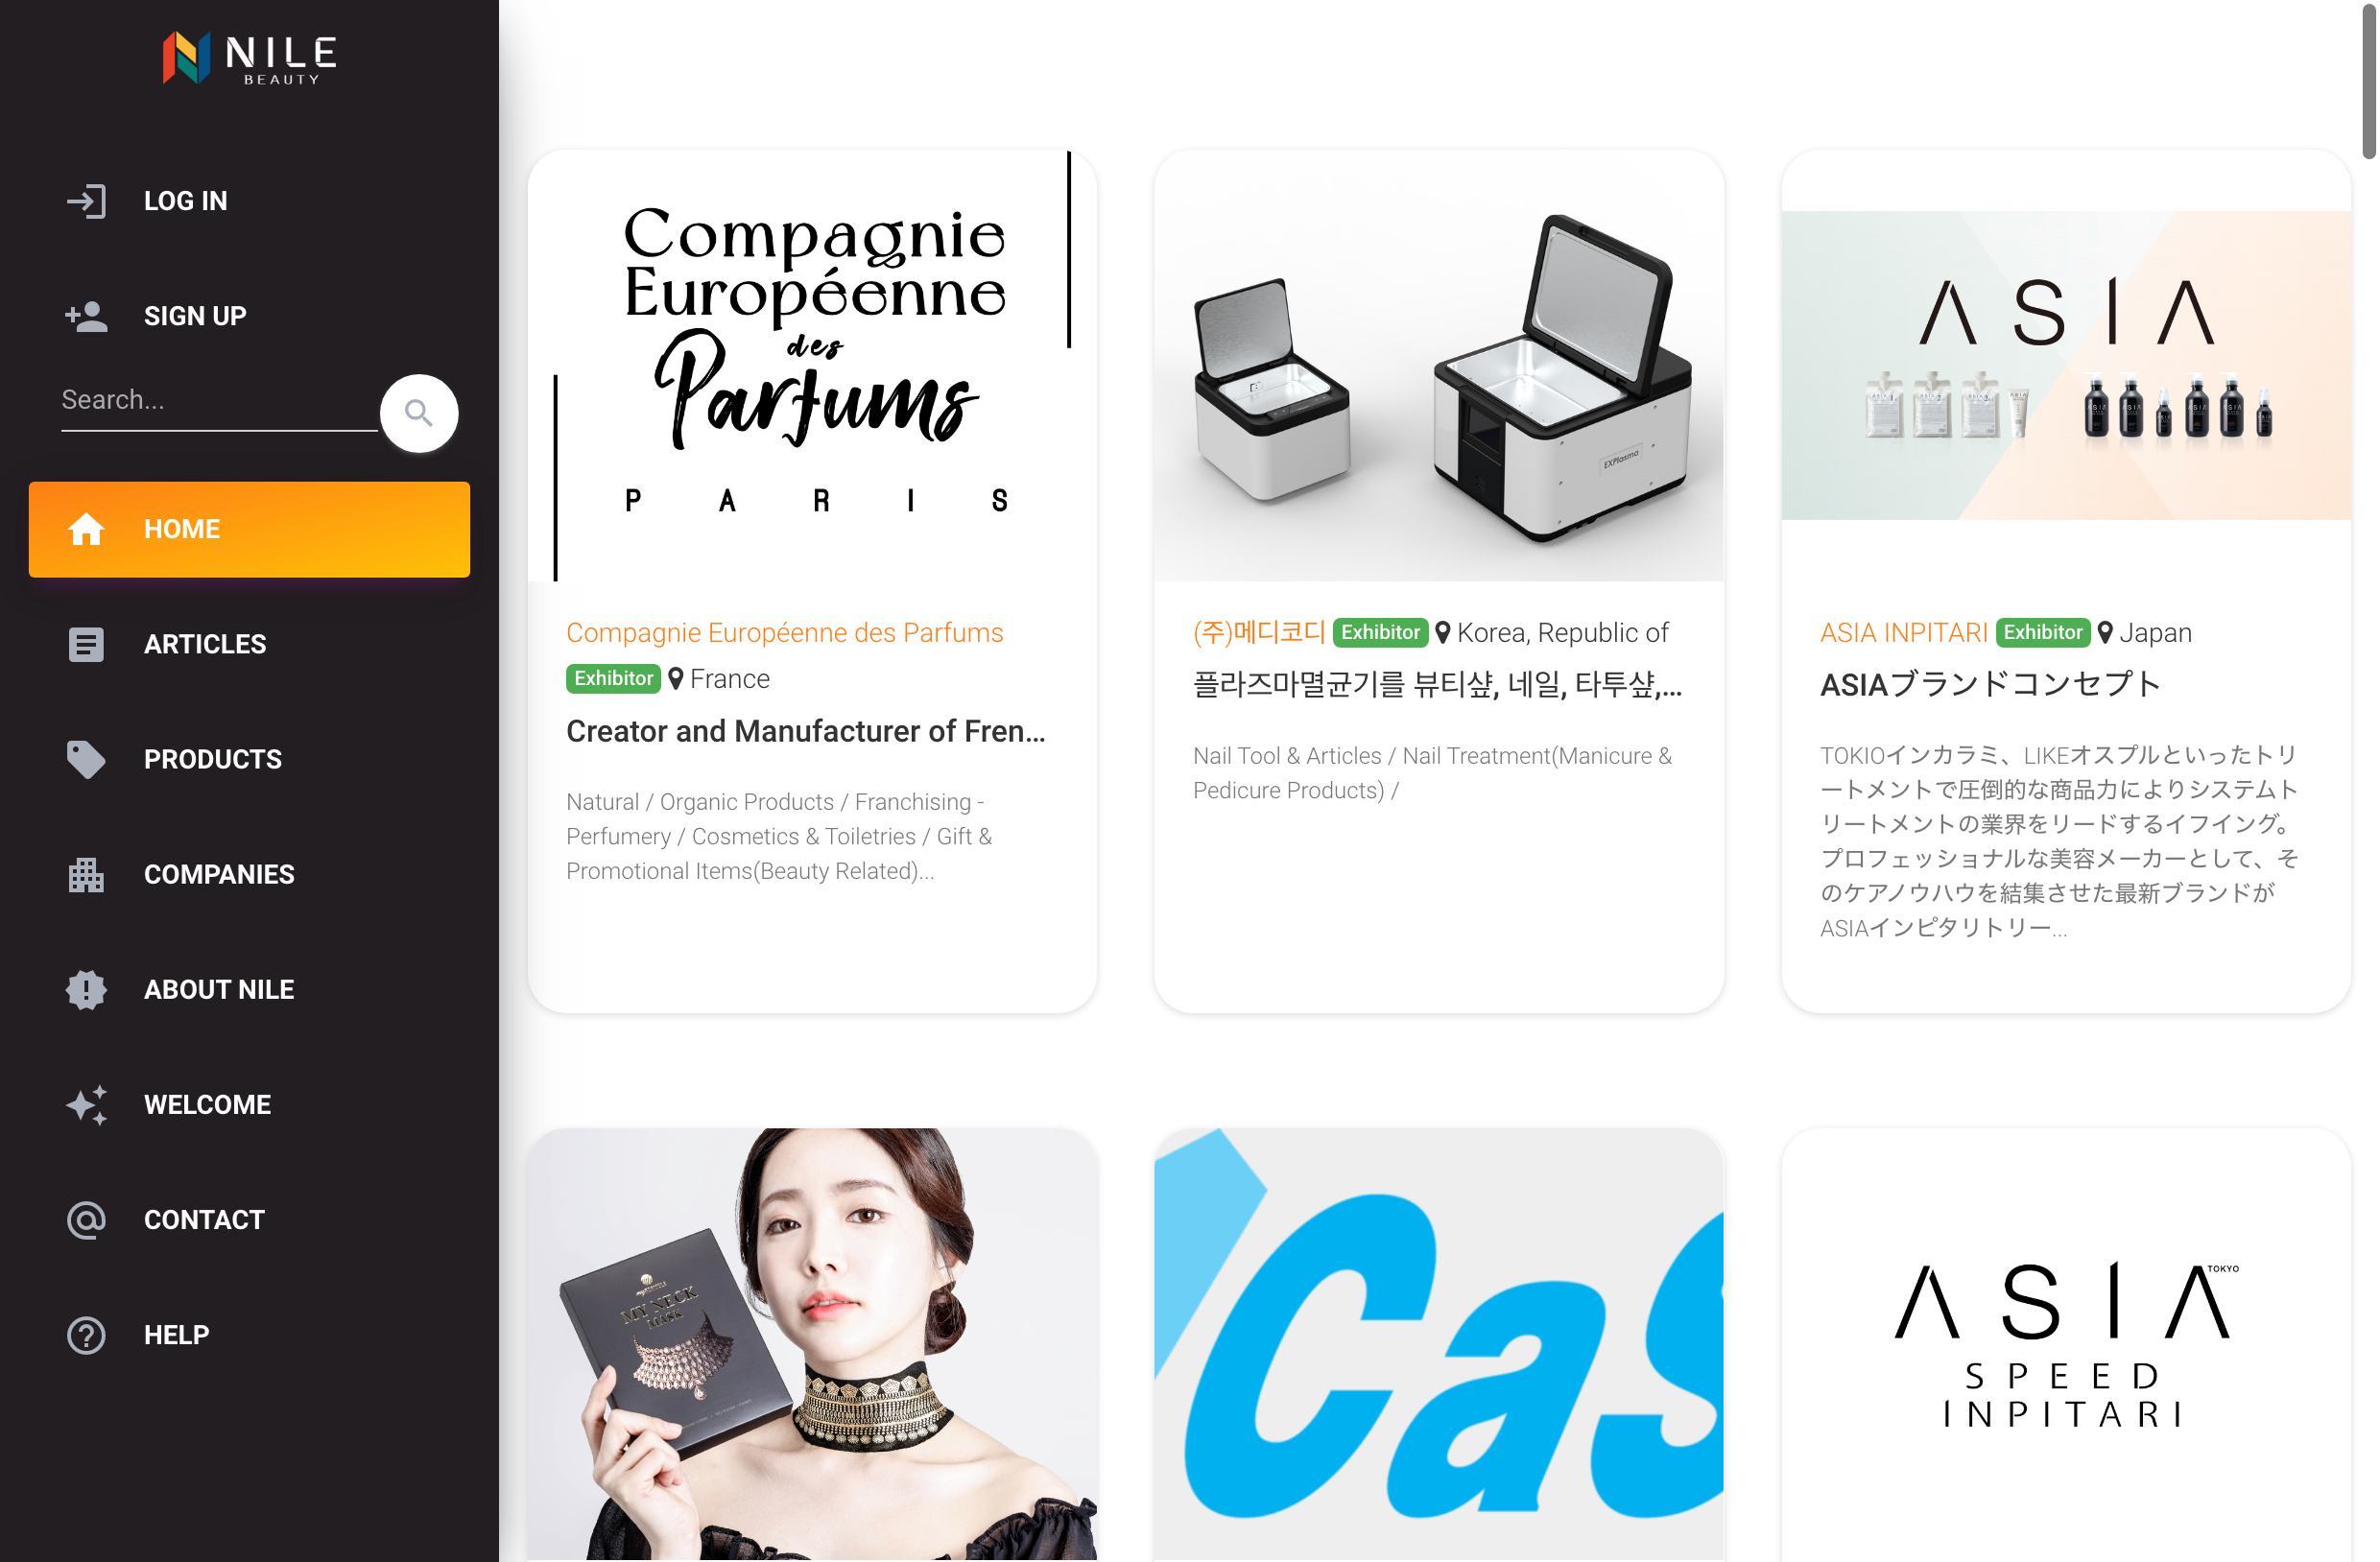 NILE
BEAUTY
LOG IN
SIGN UP
Search...
HOME
ARTICLES
PRODUCTS
COMPANIES
ABOUT NILE
WELCOME
CONTACT
HELP
Compagnie
Européenne
des
Parfums
PARIS
Compagnie Européenne des Parfums
Exhibitor France
Creator and Manufacturer of Fren...
Natural / Organic Products / Franchising -
Perfumery / Cosmetics & Toiletries / Gift &
Promotional Items(Beauty Related)...
EXPlasma
(주)메디코디 Exhibitor Korea, Republic of
플라즈마멸균기를 뷰티샾, 네일, 타투샾,...
Nail Tool & Articles / Nail Treatment(Manicure &
Pedicure Products) /
ASIA
ASIA INPITARI Exhibitor Japan
ASIAブランドコンセプト
TOKIOインカラミ、LIKEオスプルといったトリ
ートメントで圧倒的な商品力によりシステムト
リートメントの業界をリードするイフイング。
プロフェッショナルな美容メーカーとして、そ
のケアノウハウを結集させた最新ブランドが
ASIAインピタリトリー...
MY NECK
MASK
CaS
ASIA TOKYO
SPEED
INPITARI